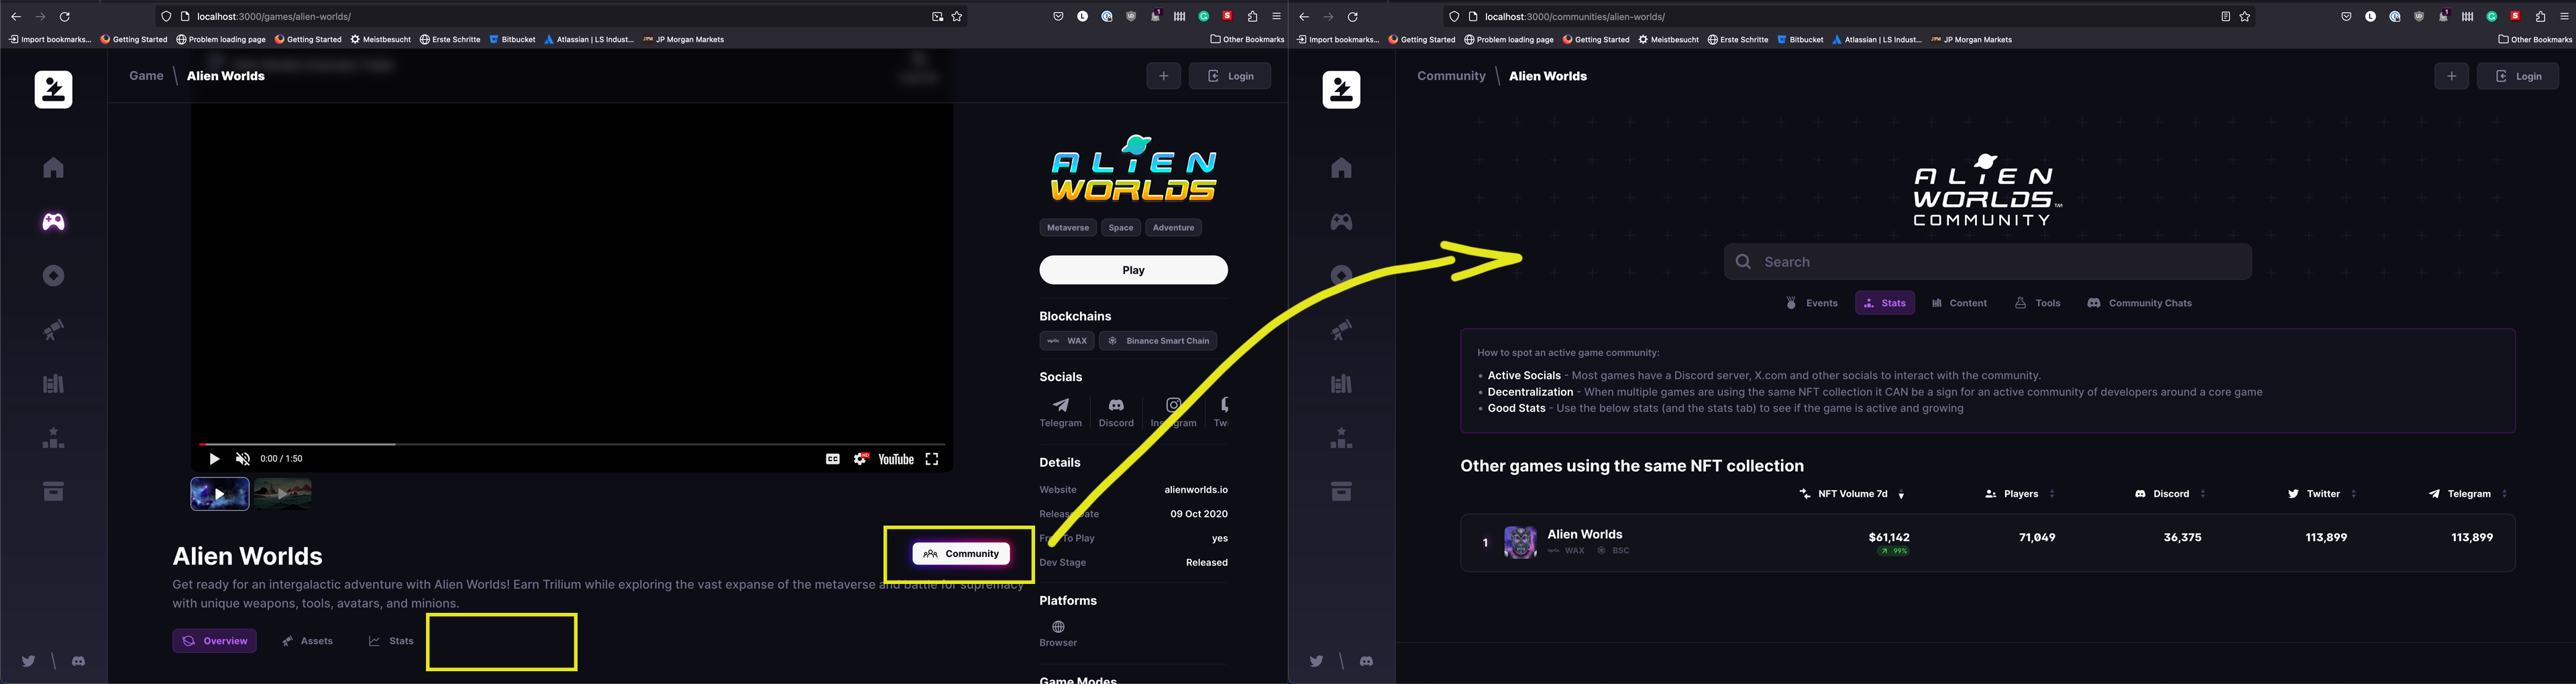 localhost:3000/games/alien-worlds/
Import bookmarks... Getting Started Problem loading page Getting Started Meistbesucht Erste Schritte Bitbucket Atlassian | LS Indust... JP Morgan Markets Other Bookmarks
Game \ Alien Worlds
+ Login
ALIEN
WORLDS
Metaverse Space Adventure
Play
Blockchains
WAX Binance Smart Chain
Socials
Telegram Discord Instagram Twi
Details
Website alienworlds.io
Release Date 09 Oct 2020
Free To Play yes
Dev Stage Released
Platforms
Browser
Game Modes
0:00 / 1:50
CC HD YouTube
Alien Worlds
Community
Get ready for an intergalactic adventure with Alien Worlds! Earn Trilium while exploring the vast expanse of the metaverse and battle for supremacy
with unique weapons, tools, avatars, and minions.
Overview Assets Stats
localhost:3000/communities/alien-worlds/
Import bookmarks... Getting Started Problem loading page Getting Started Meistbesucht Erste Schritte Bitbucket Atlassian | LS Indust... JP Morgan Markets Other Bookmarks
Community \ Alien Worlds
+ Login
ALIEN
WORLDS™
COMMUNITY
Search
Events Stats Content Tools Community Chats
How to spot an active game community:
• Active Socials - Most games have a Discord server, X.com and other socials to interact with the community.
• Decentralization - When multiple games are using the same NFT collection it CAN be a sign for an active community of developers around a core game
• Good Stats - Use the below stats (and the stats tab) to see if the game is active and growing
Other games using the same NFT collection
NFT Volume 7d Players Discord Twitter Telegram
1 Alien Worlds $61,142 71,049 36,375 113,899 113,899
WAX BSC 99%